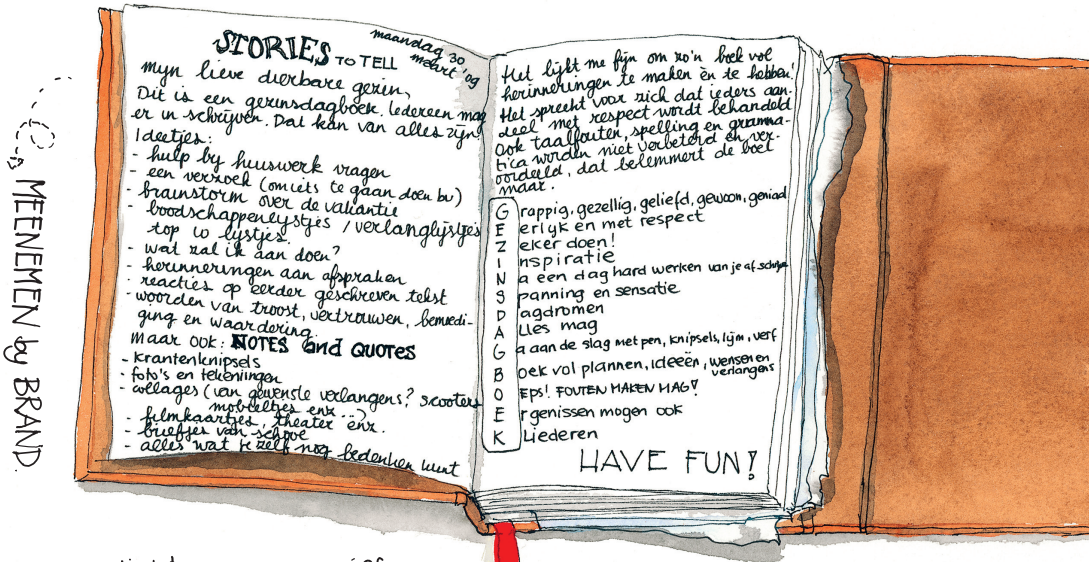 STORIES TO TELL
maandag 30
maart '09
Mijn lieve dierbare gezin,
Dit is een gezinsdagboek. Iedereen mag
er in schrijven. Dat kan van alles zijn!
Ideetjes:
- hulp bij huuswerk vragen
- een verzoek (om iets te gaan doen bv)
- brainstorm over de vakantie
- boodschappenlijstjes / verlanglijstjes
top 10 lijstjes.
- wat zal ik aan doen?
- herinneringen aan afspraken
- reacties op eerder geschreven tekst
- woorden van troost, vertrouwen, bemoedi-
ging en waardering.
Maar ook: NOTES and QUOTES
- krantenknipsels
- foto's en tekeningen
- collages (van gewenste verlangens? scooters
mobieltjes enz...)
- filmkaartjes, theater enz.
- briefjes van school
- alles wat je zelf nog bedenken kunt
Het lijkt me fijn om zo'n boek vol
herinneringen te maken èn te hebben!
Het spreekt voor zich dat ieders aan-
deel met respect wordt behandeld
Ook taalfouten, spelling en gramma-
tica worden niet verbeterd en ver-
oordeeld, dat belemmert de boel
maar.
Grappig, gezellig, geliefd, gewoon, geniaal
Eerlijk en met respect
Zeker doen!
Inspiratie
Na een dag hard werken van je af schrijven
Spanning en sensatie
Dagdromen
Alles mag
Ga aan de slag met pen, knipsels, lijm, verf
Boek vol plannen, ideeën, wensen en
verlangens
OEPS! FOUTEN MAKEN MAG!
Ergenissen mogen ook
Kliederen
HAVE FUN!
MEENEMEN by BRAND.